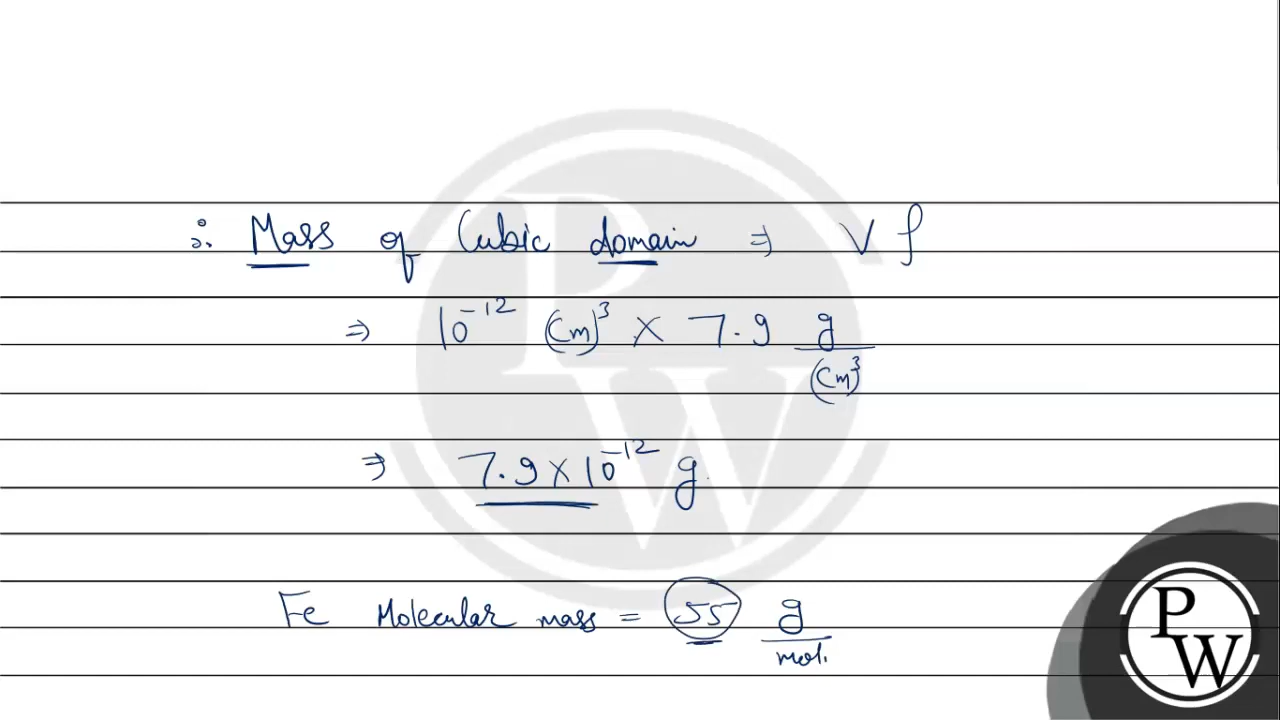 ∴ Mass of Cubic domain ⇒ V ρ
⇒ 10⁻¹² (cm)³ × 7.9 g/(cm)³
⇒ 7.9 × 10⁻¹² g
Fe Molecular mass = 55 g/mol.
P
W
P
W